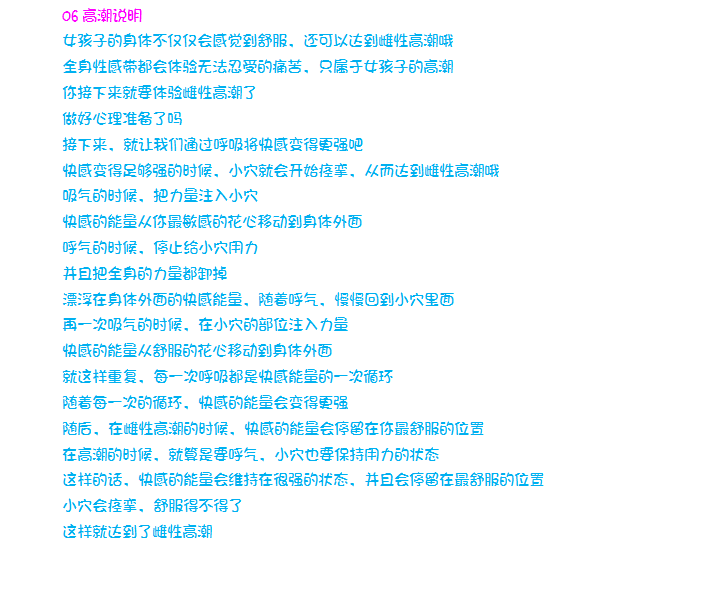 06 高潮说明
女孩子的身体不仅仅会感觉到舒服、还可以达到雌性高潮哦
全身性感带都会体验无法忍受的痛苦、只属于女孩子的高潮
你接下来就要体验雌性高潮了
做好心理准备了吗
接下来、就让我们通过呼吸将快感变得更强吧
快感变得足够强的时候、小穴就会开始痉挛、从而达到雌性高潮哦
吸气的时候、把力量注入小穴
快感的能量从你最敏感的花心移动到身体外面
呼气的时候、停止给小穴用力
并且把全身的力量都卸掉
漂浮在身体外面的快感能量、随着呼气、慢慢回到小穴里面
再一次吸气的时候、在小穴的部位注入力量
快感的能量从舒服的花心移动到身体外面
就这样重复、每一次呼吸都是快感能量的一次循环
随着每一次的循环、快感的能量会变得更强
随后、在雌性高潮的时候、快感的能量会停留在你最舒服的位置
在高潮的时候、就算是要呼气、小穴也要保持用力的状态
这样的话、快感的能量会维持在很强的状态、并且会停留在最舒服的位置
小穴会痉挛、舒服得不得了
这样就达到了雌性高潮